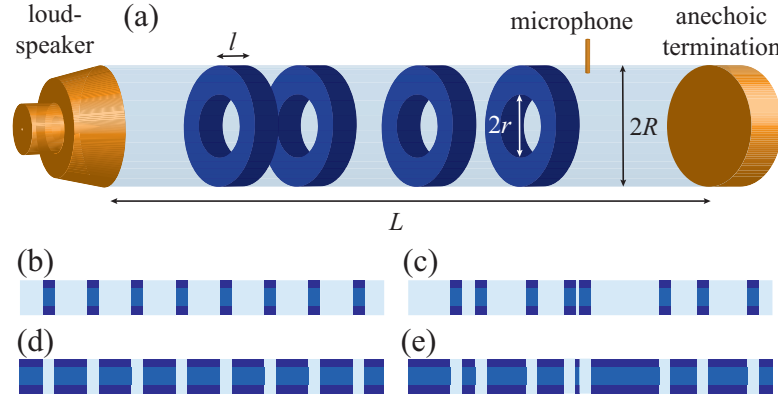 loud-
speaker
(a)
l
microphone
anechoic
termination
2r
2R
L
(b)
(c)
(d)
(e)